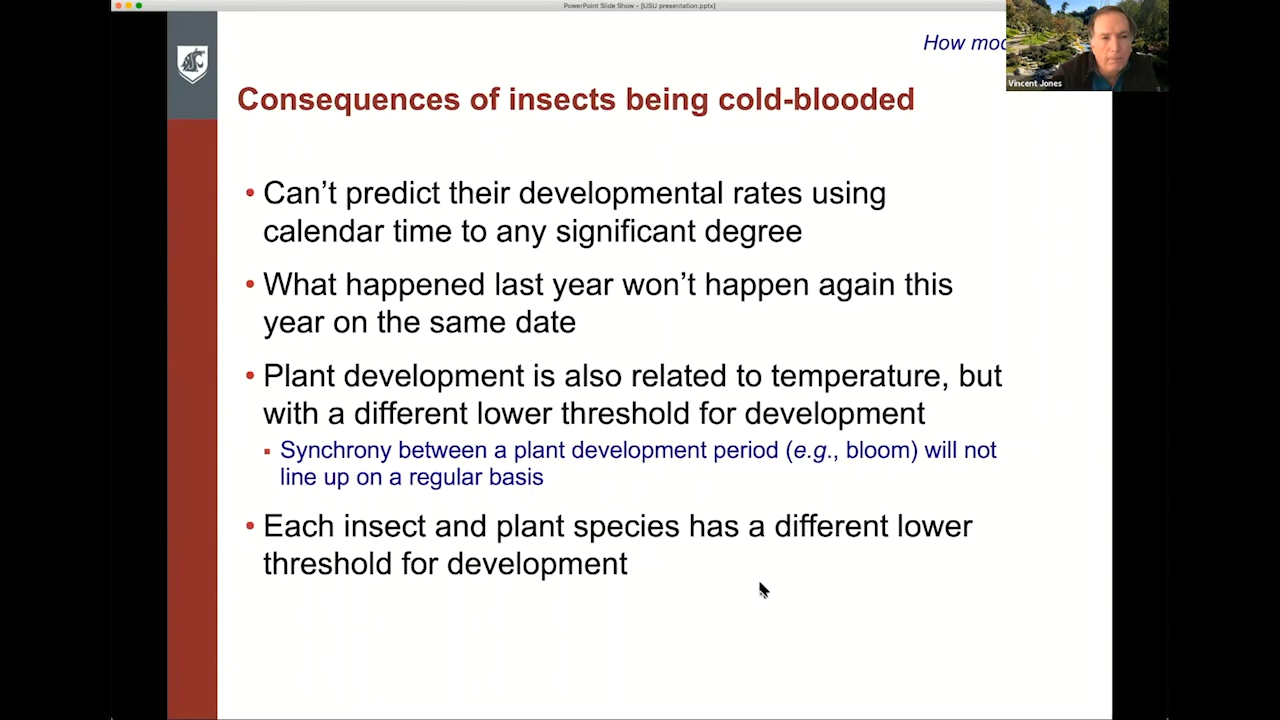 PowerPoint Slide Show - [USU presentation.pptx]
How mod
Vincent Jones
Consequences of insects being cold-blooded
• Can’t predict their developmental rates using
calendar time to any significant degree
• What happened last year won’t happen again this
year on the same date
• Plant development is also related to temperature, but
with a different lower threshold for development
▪ Synchrony between a plant development period (e.g., bloom) will not
line up on a regular basis
• Each insect and plant species has a different lower
threshold for development